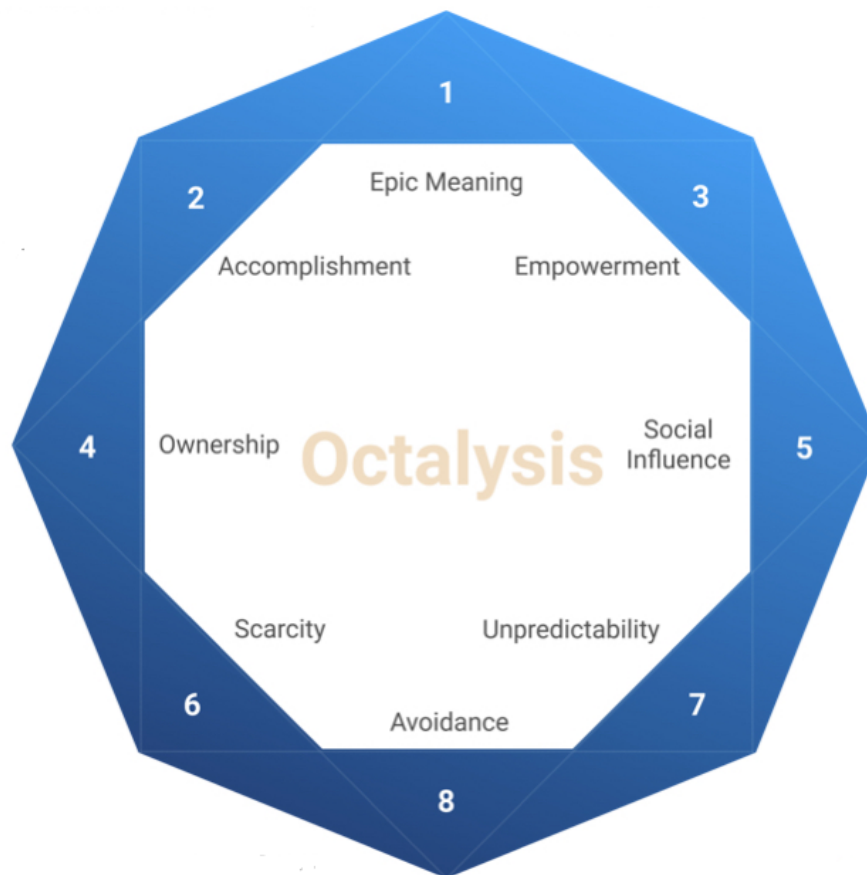 1
Epic Meaning
2
3
Accomplishment
Empowerment
4
Ownership
Octalysis
Social
Influence
5
Scarcity
Unpredictability
6
7
Avoidance
8